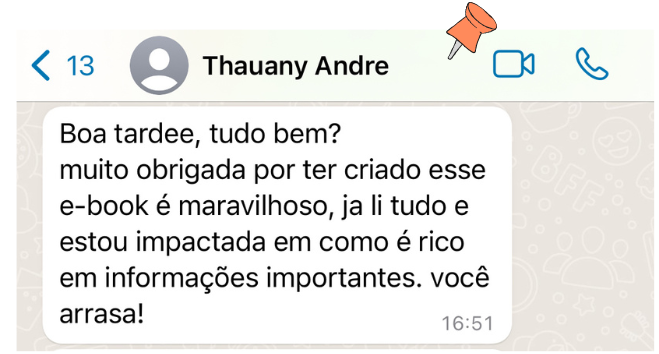 13
Thauany Andre
Boa tardee, tudo bem?
muito obrigada por ter criado esse
e-book é maravilhoso, ja li tudo e
estou impactada em como é rico
em informações importantes. você
arrasa!
16:51
BFF